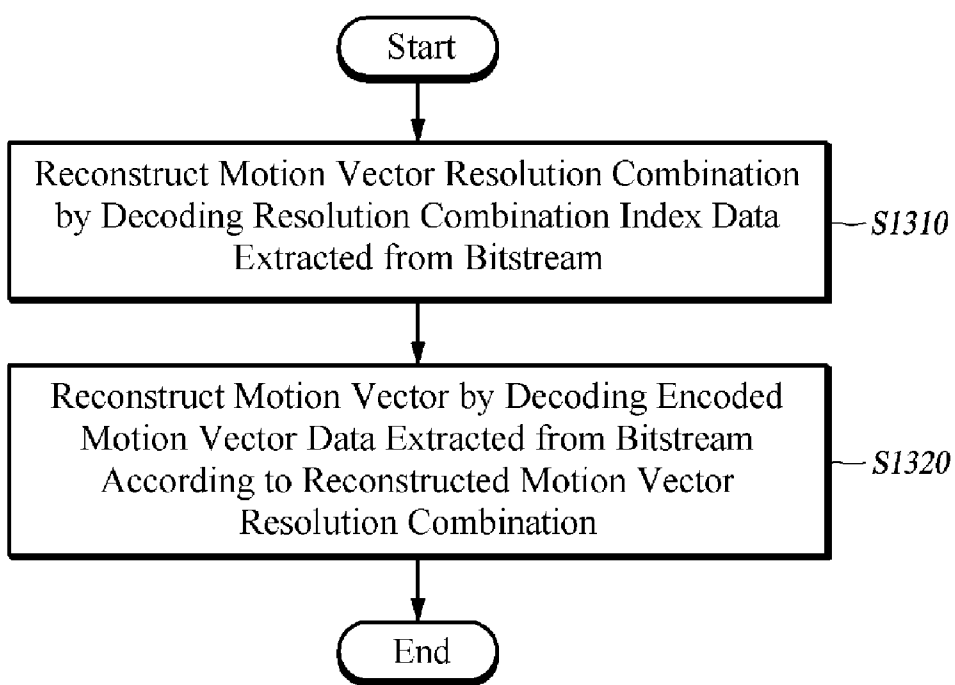 Start
Reconstruct Motion Vector Resolution Combination
by Decoding Resolution Combination Index Data
Extracted from Bitstream
S1310
Reconstruct Motion Vector by Decoding Encoded
Motion Vector Data Extracted from Bitstream
According to Reconstructed Motion Vector
Resolution Combination
S1320
End